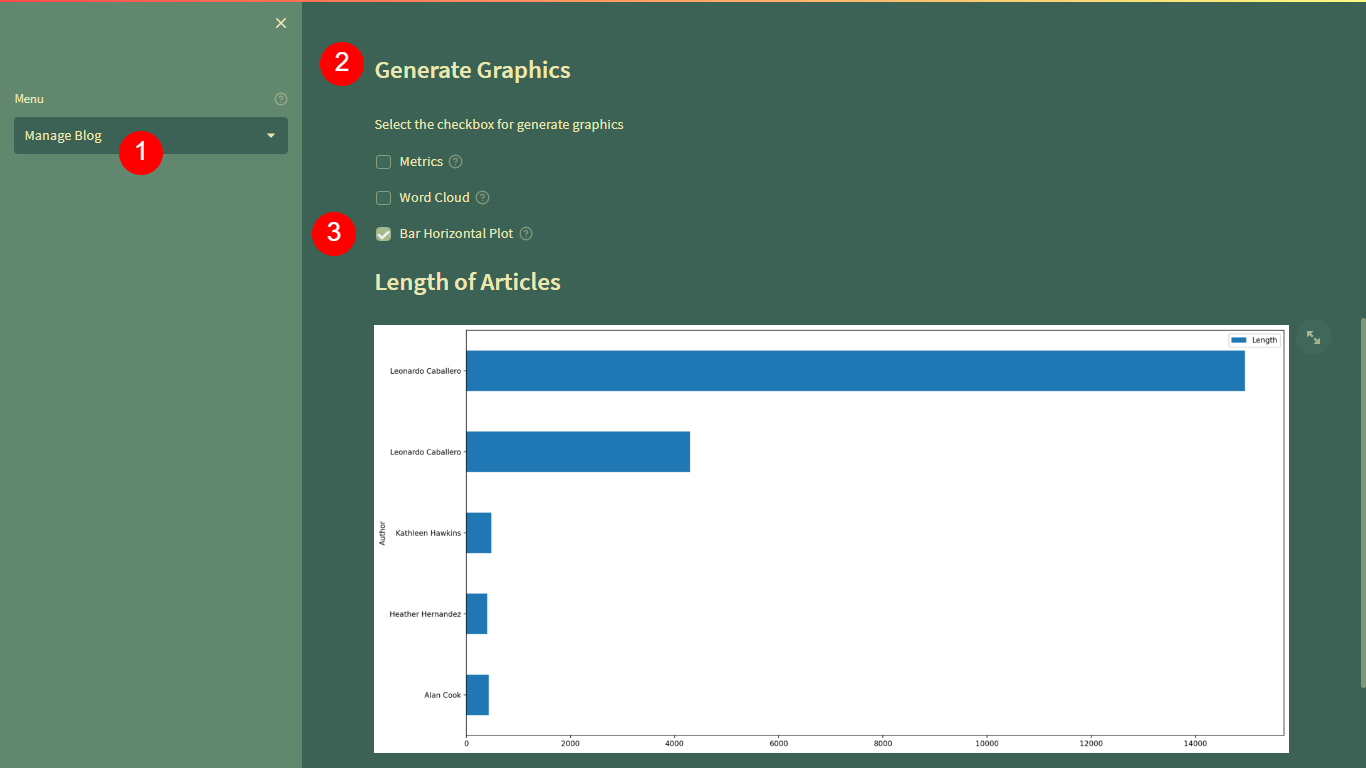 Menu
Manage Blog
1
2
Generate Graphics
Select the checkbox for generate graphics
Metrics
Word Cloud
3
Bar Horizontal Plot
Length of Articles
Length
Leonardo Caballero
Leonardo Caballero
Kathleen Hawkins
Heather Hernandez
Alan Cook
Author
0 2000 4000 6000 8000 10000 12000 14000